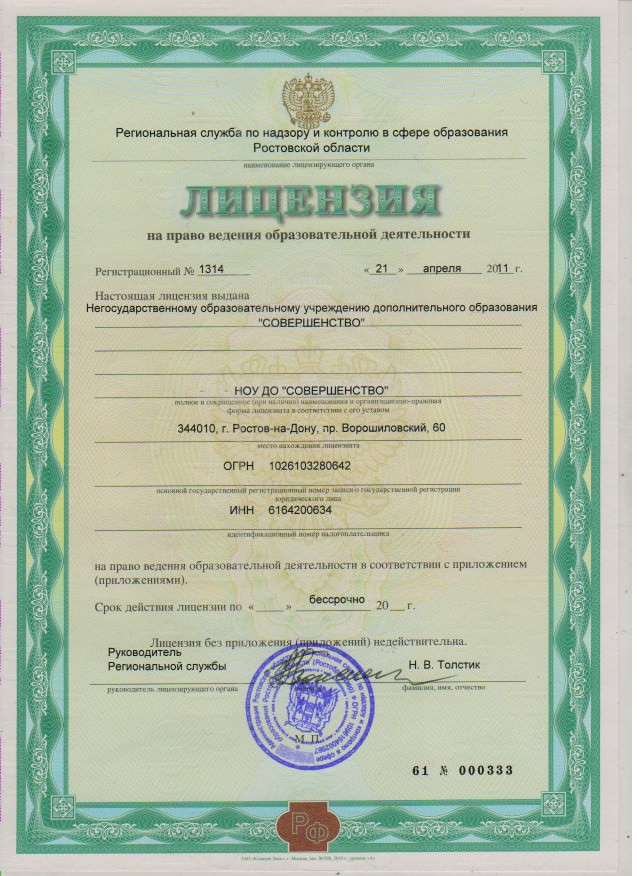 Региональная служба по надзору и контролю в сфере образования
Ростовской области
наименование лицензирующего органа
ЛИЦЕНЗИЯ
на право ведения образовательной деятельности
Регистрационный № 1314 « 21 » апреля 2011 г.
Настоящая лицензия выдана
Негосударственному образовательному учреждению дополнительного образования
"СОВЕРШЕНСТВО"
- - НОУ ДО "СОВЕРШЕНСТВО"
полное и сокращенное (при наличии) наименования и организационно-правовая
форма лицензиата в соответствии с его уставом
344010, г. Ростов-на-Дону, пр. Ворошиловский, 60
место нахождения лицензиата
ОГРН 1026103280642
основной государственный регистрационный номер записи о государственной регистрации
юридического лица
ИНН 6164200634
идентификационный номер налогоплательщика
на право ведения образовательной деятельности в соответствии с приложением
(приложениями).
Срок действия лицензии по «____» бессрочно 20__ г.
Лицензия без приложения (приложений) недействительна.
Руководитель
Региональной службы Н. В. Толстик
руководитель лицензирующего органа фамилия, имя, отчество
М. П.
61 № 000333
РФ